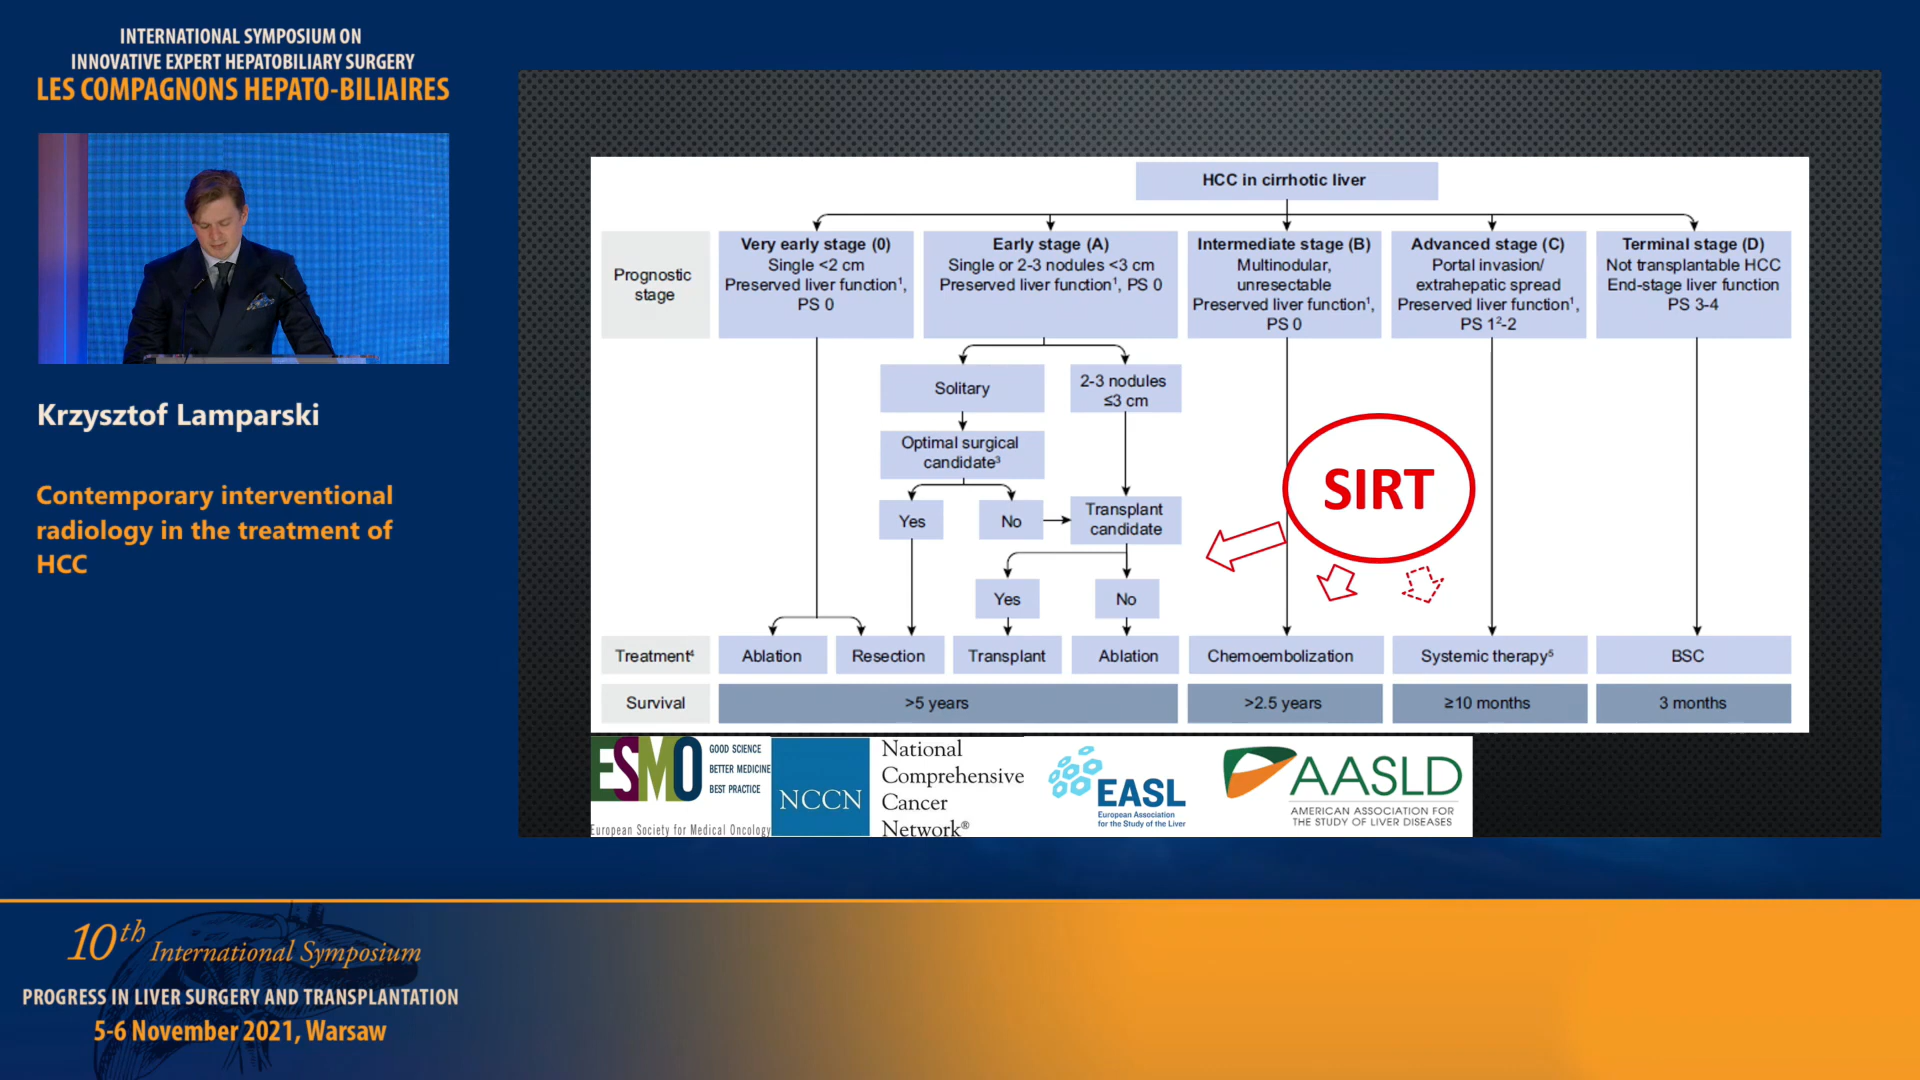 INTERNATIONAL SYMPOSIUM ON
INNOVATIVE EXPERT HEPATOBILIARY SURGERY
LES COMPAGNONS HEPATO-BILIAIRES
Krzysztof Lamparski
Contemporary interventional
radiology in the treatment of
HCC
HCC in cirrhotic liver
Prognostic
stage
Very early stage (0)
Single <2 cm
Preserved liver function¹,
PS 0
Early stage (A)
Single or 2-3 nodules <3 cm
Preserved liver function¹, PS 0
Intermediate stage (B)
Multinodular,
unresectable
Preserved liver function¹,
PS 0
Advanced stage (C)
Portal invasion/
extrahepatic spread
Preserved liver function¹,
PS 1²-2
Terminal stage (D)
Not transplantable HCC
End-stage liver function
PS 3-4
Solitary
2-3 nodules
≤3 cm
Optimal surgical
candidate³
Yes
No
Transplant
candidate
SIRT
Yes
No
Treatment⁴
Ablation
Resection
Transplant
Ablation
Chemoembolization
Systemic therapy⁵
BSC
Survival
>5 years
>2.5 years
≥10 months
3 months
ESMO
GOOD SCIENCE
BETTER MEDICINE
BEST PRACTICE
European Society for Medical Oncology
NCCN
National
Comprehensive
Cancer
Network®
EASL
European Association
for the Study of the Liver
AASLD
AMERICAN ASSOCIATION FOR
THE STUDY OF LIVER DISEASES
10th International Symposium
PROGRESS IN LIVER SURGERY AND TRANSPLANTATION
5-6 November 2021, Warsaw